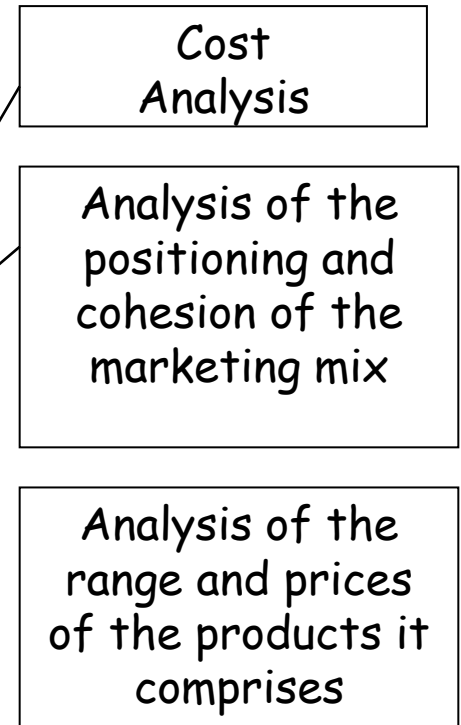 Cost
Analysis
Analysis of the
positioning and
cohesion of the
marketing mix
Analysis of the
range and prices
of the products it
comprises